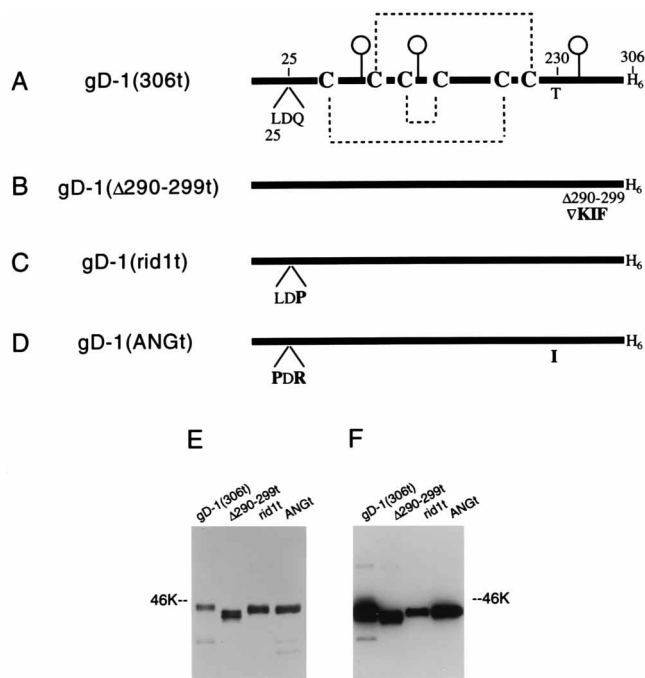 25 230 306
A gD-1(306t) C C C C C C H6
LDQ T
25
B gD-1(Δ290-299t) H6
Δ290-299
∇KIF
C gD-1(rid1t) H6
LDP
D gD-1(ANGt) H6
PDR I
E F
gD-1(306t) Δ290-299t rid1t ANGt gD-1(306t) Δ290-299t rid1t ANGt
46K-- --46K